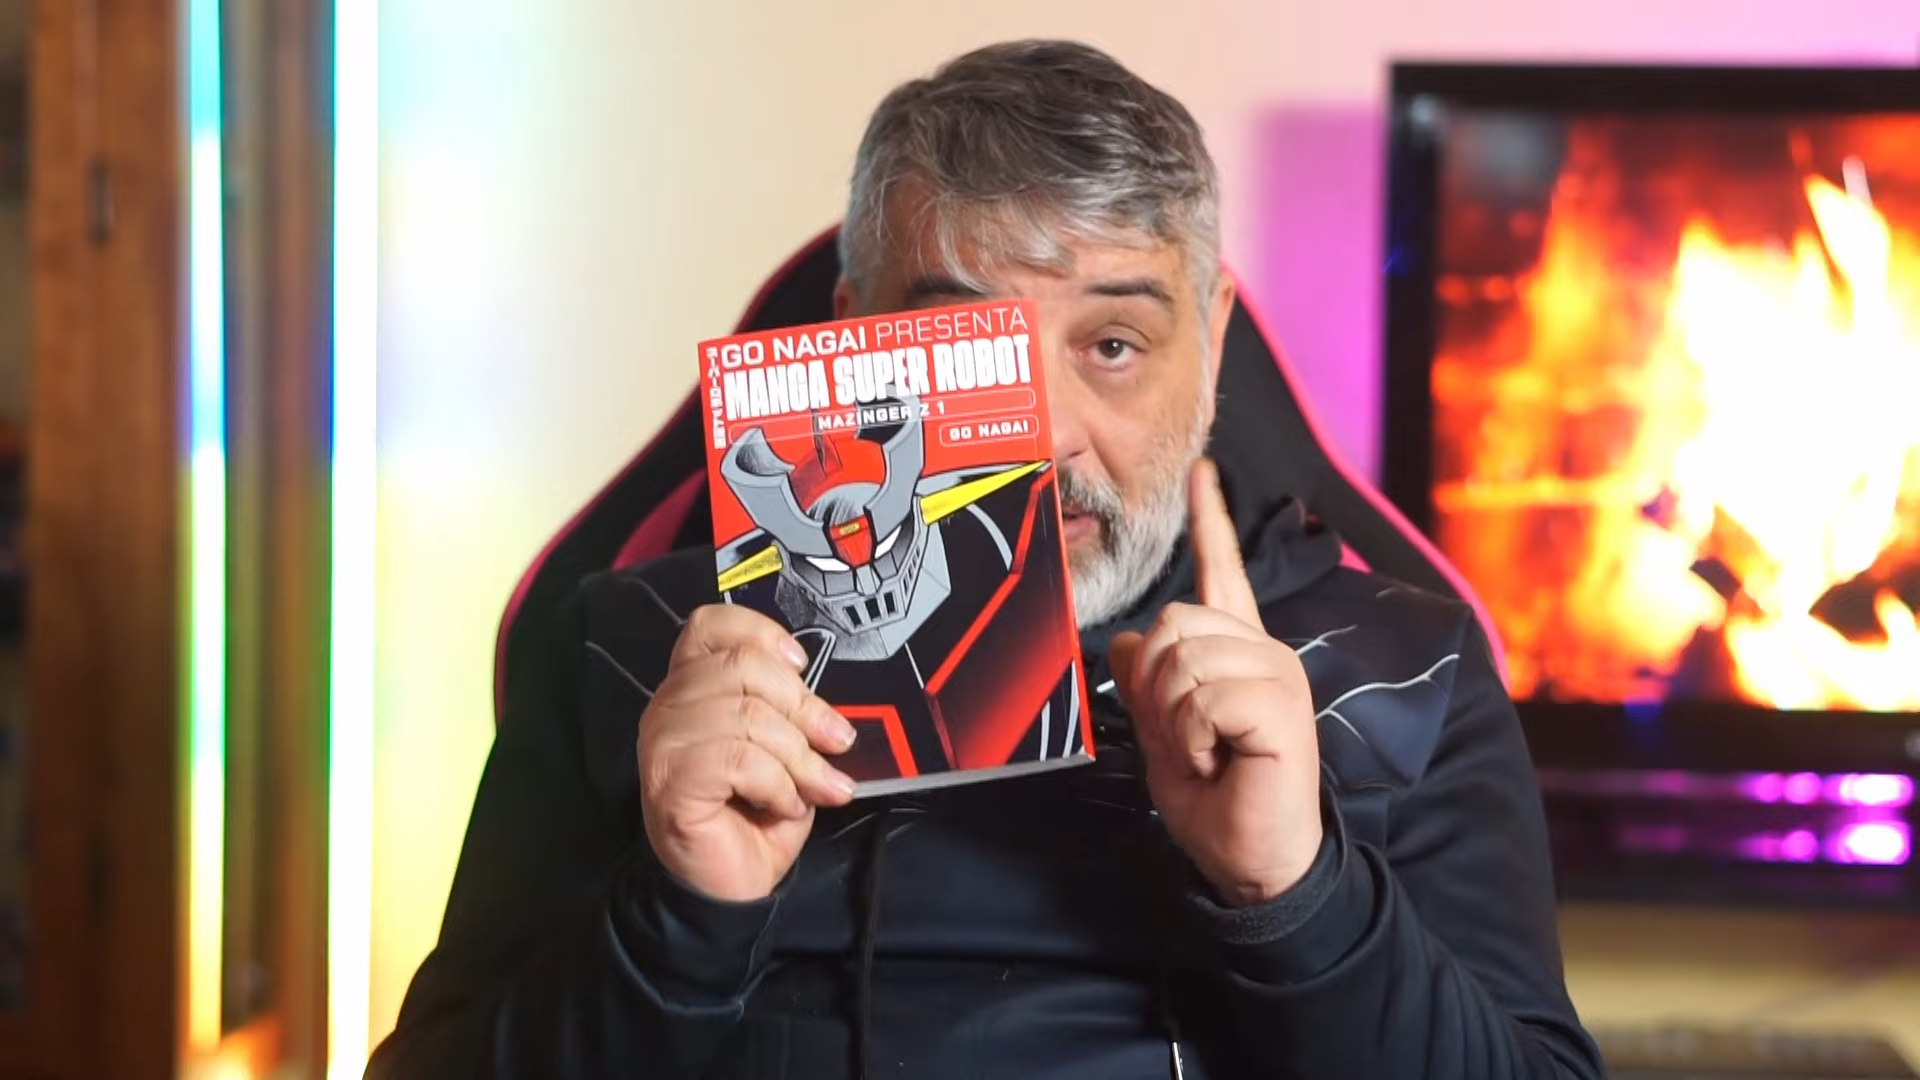 GO NAGAI PRESENTA
MANGA SUPER ROBOT
MAZINGER Z 1
GO NAGAI